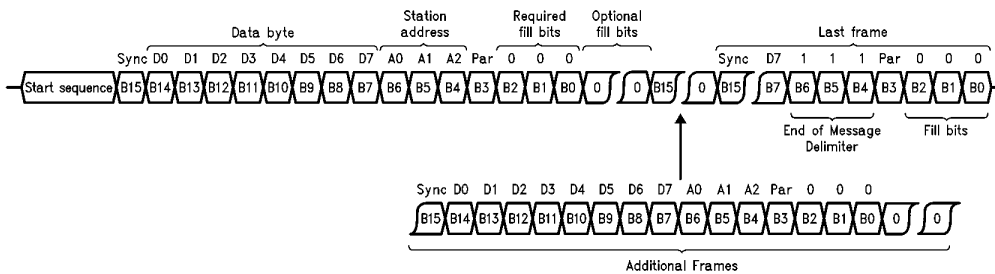 Station Required Optional
Data byte address fill bits fill bits Last frame
Sync D0 D1 D2 D3 D4 D5 D6 D7 A0 A1 A2 Par 0 0 0 Sync D7 1 1 1 Par 0 0 0
Start sequence B15 B14 B13 B12 B11 B10 B9 B8 B7 B6 B5 B4 B3 B2 B1 B0 0 0 B15 0 B15 B7 B6 B5 B4 B3 B2 B1 B0
End of Message Fill bits
Delimiter
Sync D0 D1 D2 D3 D4 D5 D6 D7 A0 A1 A2 Par 0 0 0
B15 B14 B13 B12 B11 B10 B9 B8 B7 B6 B5 B4 B3 B2 B1 B0 0 0
Additional Frames